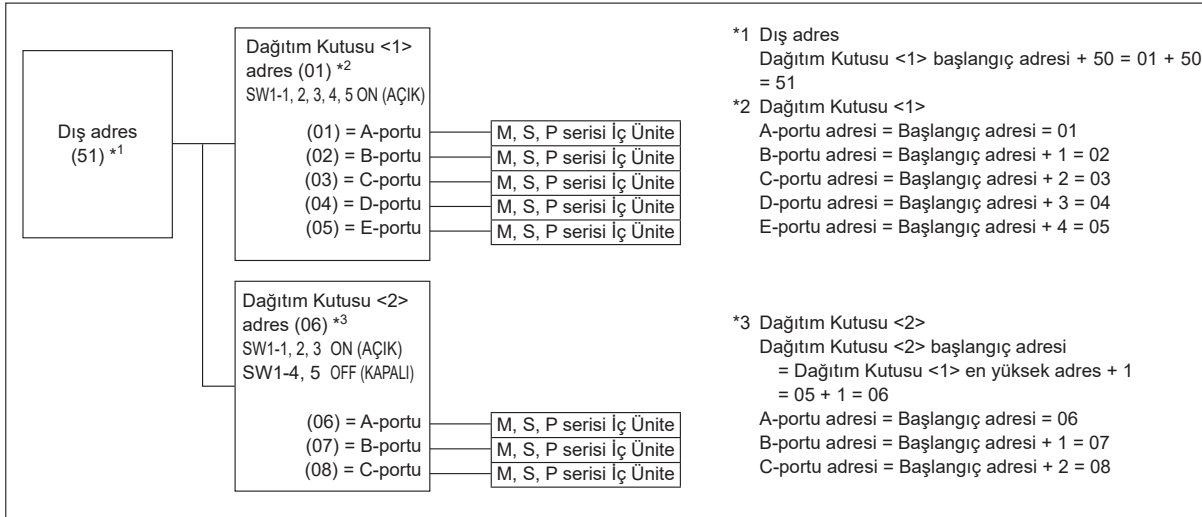 Dış adres
(51) *1
Dağıtım Kutusu <1>
adres (01) *2
SW1-1, 2, 3, 4, 5 ON (AÇIK)
(01) = A-portu
(02) = B-portu
(03) = C-portu
(04) = D-portu
(05) = E-portu
M, S, P serisi İç Ünite
M, S, P serisi İç Ünite
M, S, P serisi İç Ünite
M, S, P serisi İç Ünite
M, S, P serisi İç Ünite
Dağıtım Kutusu <2>
adres (06) *3
SW1-1, 2, 3 ON (AÇIK)
SW1-4, 5 OFF (KAPALI)
(06) = A-portu
(07) = B-portu
(08) = C-portu
M, S, P serisi İç Ünite
M, S, P serisi İç Ünite
M, S, P serisi İç Ünite
*1 Dış adres
Dağıtım Kutusu <1> başlangıç adresi + 50 = 01 + 50
= 51
*2 Dağıtım Kutusu <1>
A-portu adresi = Başlangıç adresi = 01
B-portu adresi = Başlangıç adresi + 1 = 02
C-portu adresi = Başlangıç adresi + 2 = 03
D-portu adresi = Başlangıç adresi + 3 = 04
E-portu adresi = Başlangıç adresi + 4 = 05
*3 Dağıtım Kutusu <2>
Dağıtım Kutusu <2> başlangıç adresi
= Dağıtım Kutusu <1> en yüksek adres + 1
= 05 + 1 = 06
A-portu adresi = Başlangıç adresi = 06
B-portu adresi = Başlangıç adresi + 1 = 07
C-portu adresi = Başlangıç adresi + 2 = 08